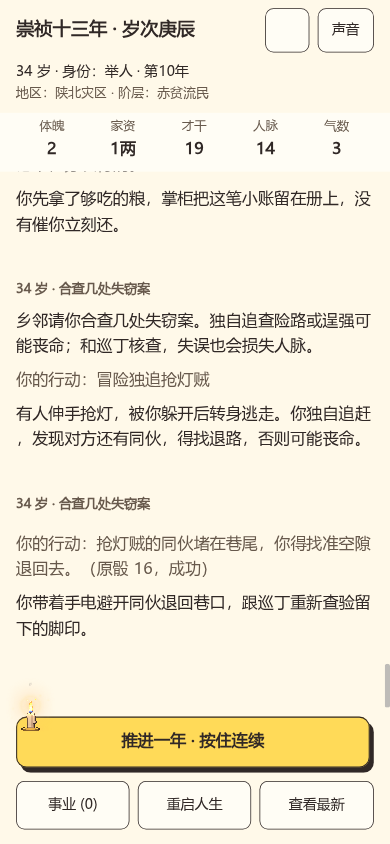 崇祯十三年 · 岁次庚辰
声音
34 岁 · 身份：举人 · 第10年
地区：陕北灾区 · 阶层：赤贫流民
体魄 家资 才干 人脉 气数
2 1两 19 14 3
你先拿了够吃的粮，掌柜把这笔小账留在册上，没
有催你立刻还。
34 岁 · 合查几处失窃案
乡邻请你合查几处失窃案。独自追查险路或逞强可
能丧命；和巡丁核查，失误也会损失人脉。
你的行动：冒险独追抢灯贼
有人伸手抢灯，被你躲开后转身逃走。你独自追赶
，发现对方还有同伙，得找退路，否则可能丧命。
34 岁 · 合查几处失窃案
你的行动：抢灯贼的同伙堵在巷尾，你得找准空隙
退回去。（原骰 16，成功）
你带着手电避开同伙退回巷口，跟巡丁重新查验留
下的脚印。
推进一年 · 按住连续
事业 (0)
重启人生
查看最新